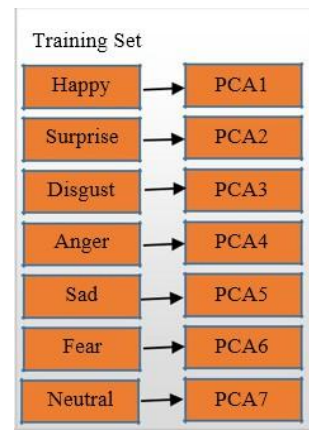 Training Set
Happy PCA1
Surprise PCA2
Disgust PCA3
Anger PCA4
Sad PCA5
Fear PCA6
Neutral PCA7